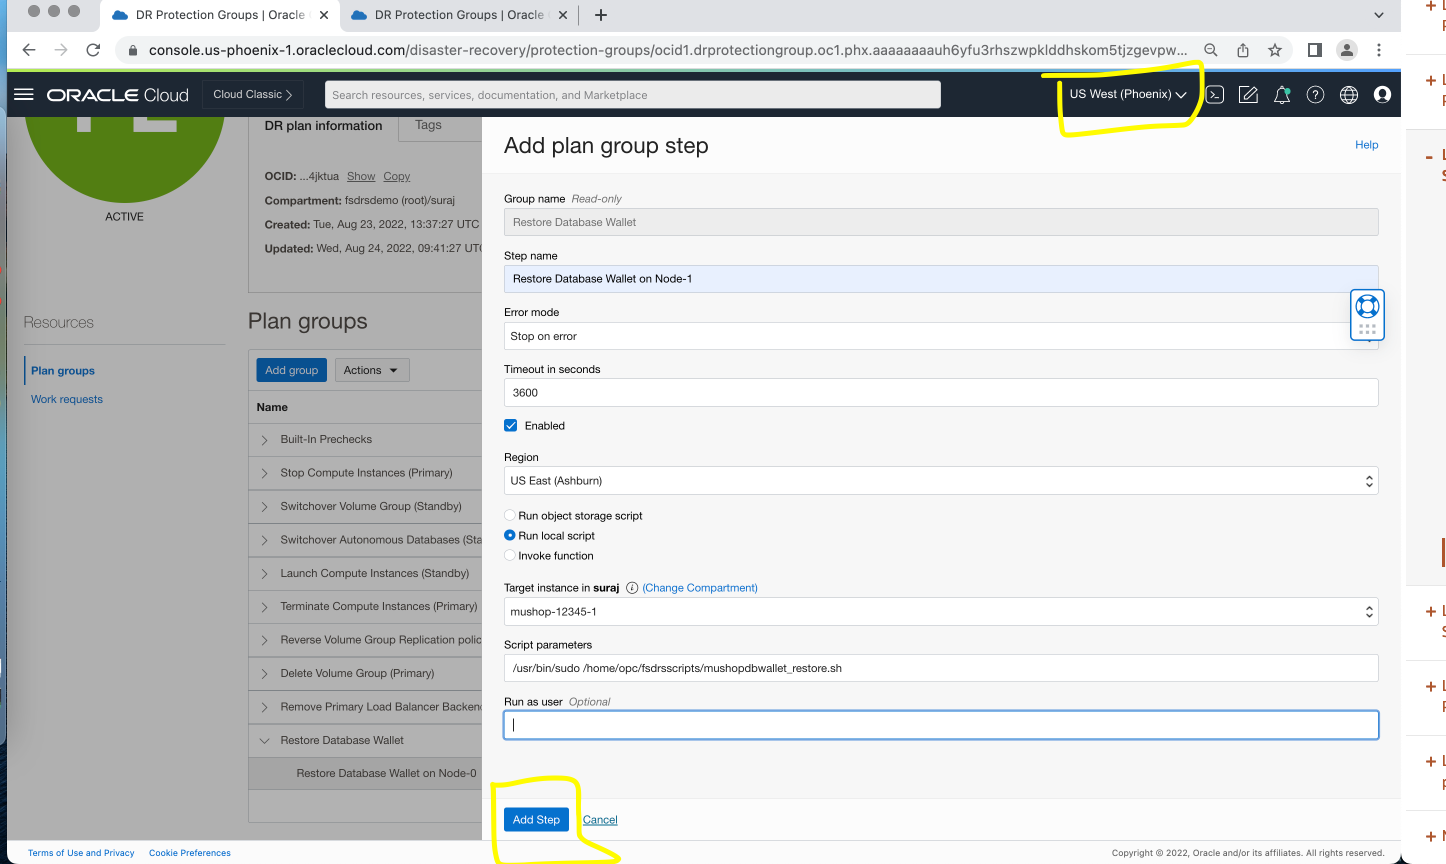 DR Protection Groups | Oracle
DR Protection Groups | Oracle
console.us-phoenix-1.oraclecloud.com/disaster-recovery/protection-groups/ocid1.drprotectiongroup.oc1.phx.aaaaaaaauh6yfu3rhszwpklddhskom5tjzgevpw...
ORACLE Cloud
Cloud Classic
Search resources, services, documentation, and Marketplace
US West (Phoenix)
DR plan information
Tags
OCID: ...4jktua Show Copy
Compartment: fsdrsdemo (root)/suraj
Created: Tue, Aug 23, 2022, 13:37:27 UTC
Updated: Wed, Aug 24, 2022, 09:41:27 UTC
ACTIVE
Resources
Plan groups
Work requests
Plan groups
Add group
Actions
Name
Built-In Prechecks
Stop Compute Instances (Primary)
Switchover Volume Group (Standby)
Switchover Autonomous Databases (Sta
Launch Compute Instances (Standby)
Terminate Compute Instances (Primary)
Reverse Volume Group Replication polic
Delete Volume Group (Primary)
Remove Primary Load Balancer Backend
Restore Database Wallet
Restore Database Wallet on Node-0
Add plan group step
Help
Group name Read-only
Restore Database Wallet
Step name
Restore Database Wallet on Node-1
Error mode
Stop on error
Timeout in seconds
3600
Enabled
Region
US East (Ashburn)
Run object storage script
Run local script
Invoke function
Target instance in suraj (Change Compartment)
mushop-12345-1
Script parameters
/usr/bin/sudo /home/opc/fsdrsscripts/mushopdbwallet_restore.sh
Run as user Optional
Add Step
Cancel
Terms of Use and Privacy
Cookie Preferences
Copyright © 2022, Oracle and/or its affiliates. All rights reserved.